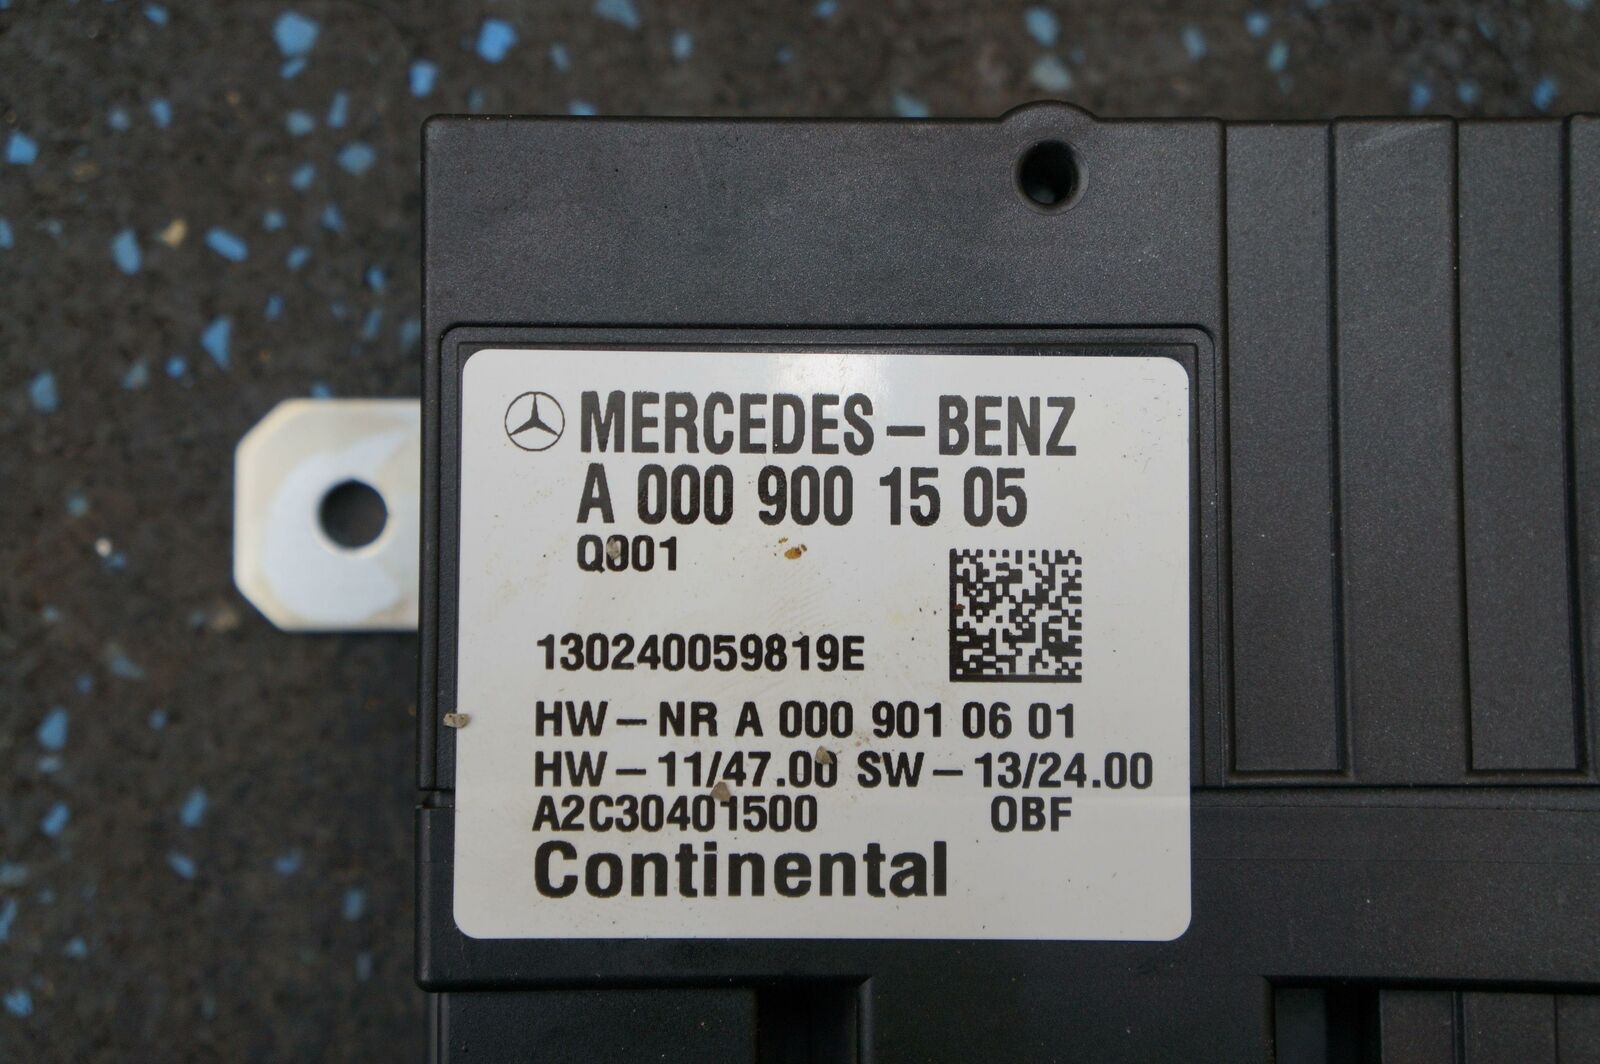 MERCEDES-BENZ
A 000 900 15 05
Q001
130240059819E
HW-NR A 000 901 06 01
HW-11/47.00 SW-13/24.00
A2C30401500 OBF
Continental